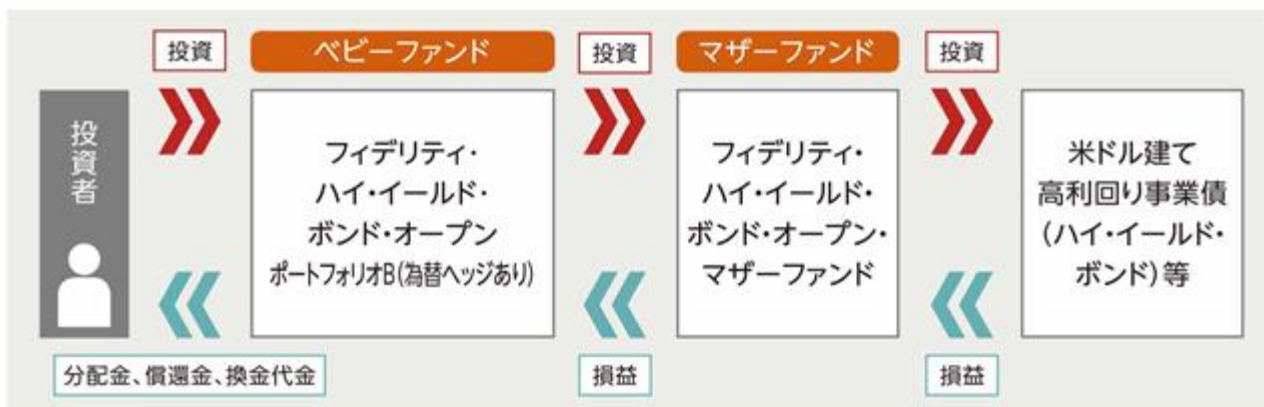 投資
ベビーファンド
投資
マザーファンド
投資
投資者
フィデリティ・
ハイ・イールド・
ボンド・オープン
ポートフォリオB(為替ヘッジあり)
フィデリティ・
ハイ・イールド・
ボンド・オープン・
マザーファンド
米ドル建て
高利回り事業債
(ハイ・イールド・
ボンド)等
分配金、償還金、換金代金
損益
損益